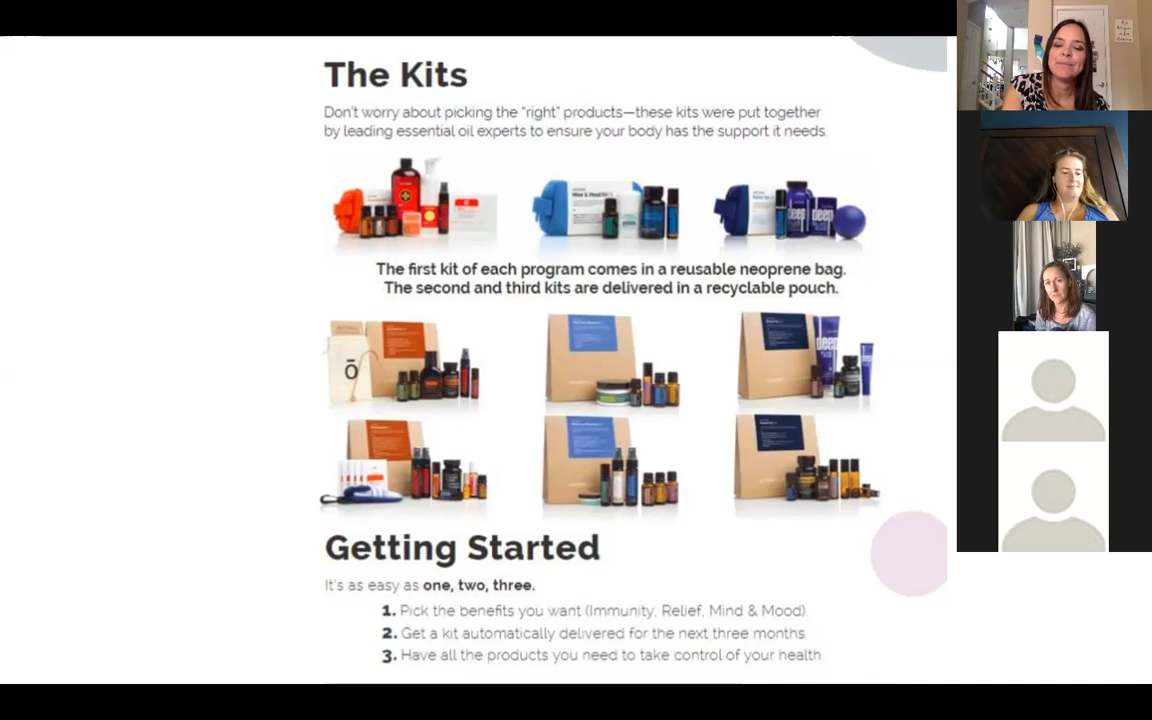 The Kits
Don't worry about picking the "right" products—these kits were put together
by leading essential oil experts to ensure your body has the support it needs.
The first kit of each program comes in a reusable neoprene bag.
The second and third kits are delivered in a recyclable pouch.
deep
deep
deep
ō
Getting Started
It's as easy as one, two, three.
1. Pick the benefits you want (Immunity, Relief, Mind & Mood).
2. Get a kit automatically delivered for the next three months.
3. Have all the products you need to take control of your health.